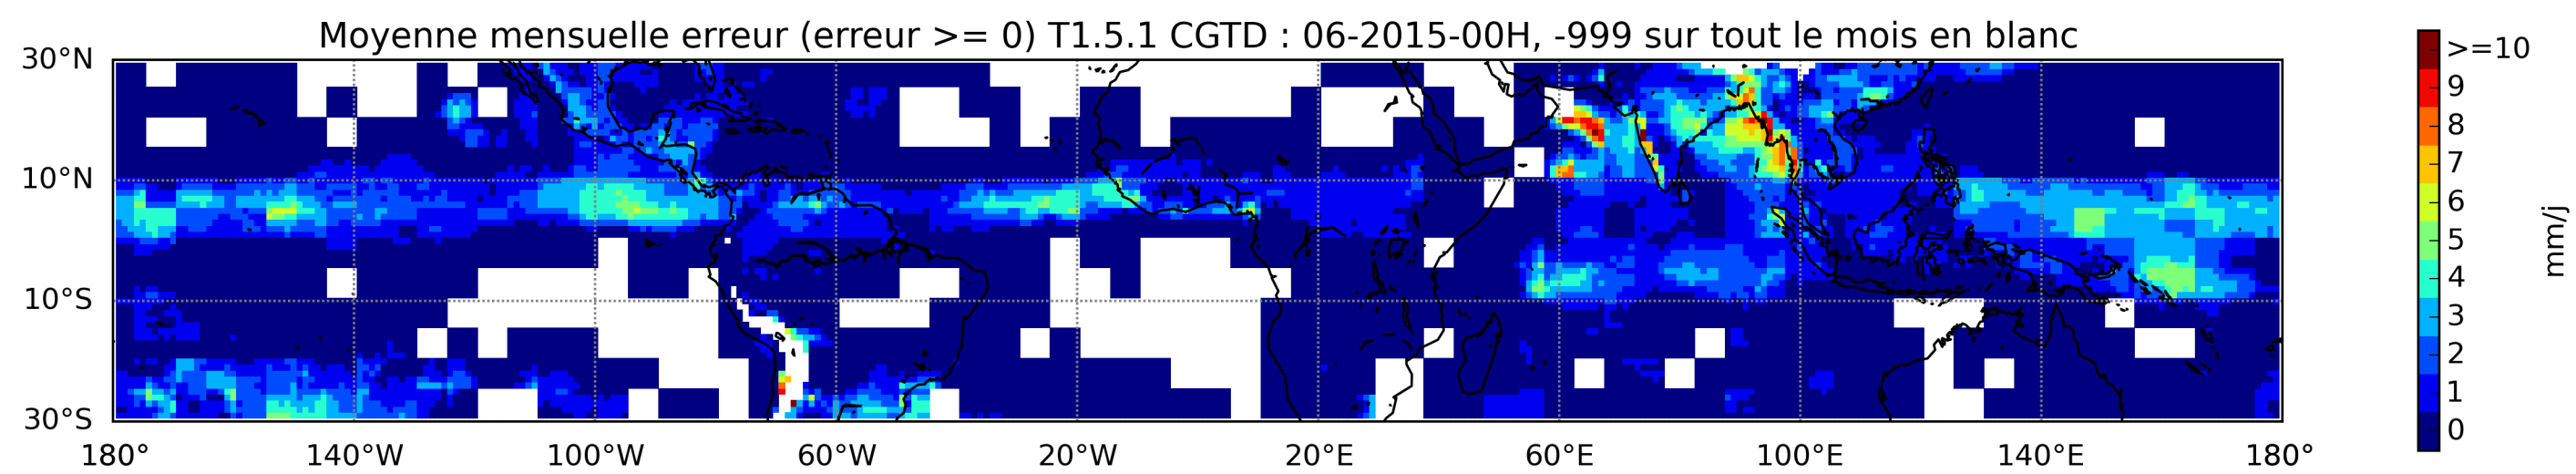 Moyenne mensuelle erreur (erreur >= 0) T1.5.1 CGTD : 06-2015-00H, -999 sur tout le mois en blanc
30°N
10°N
10°S
30°S
180° 140°W 100°W 60°W 20°W 20°E 60°E 100°E 140°E 180°
>=10
9
8
7
6
5
4
3
2
1
0
mm/j